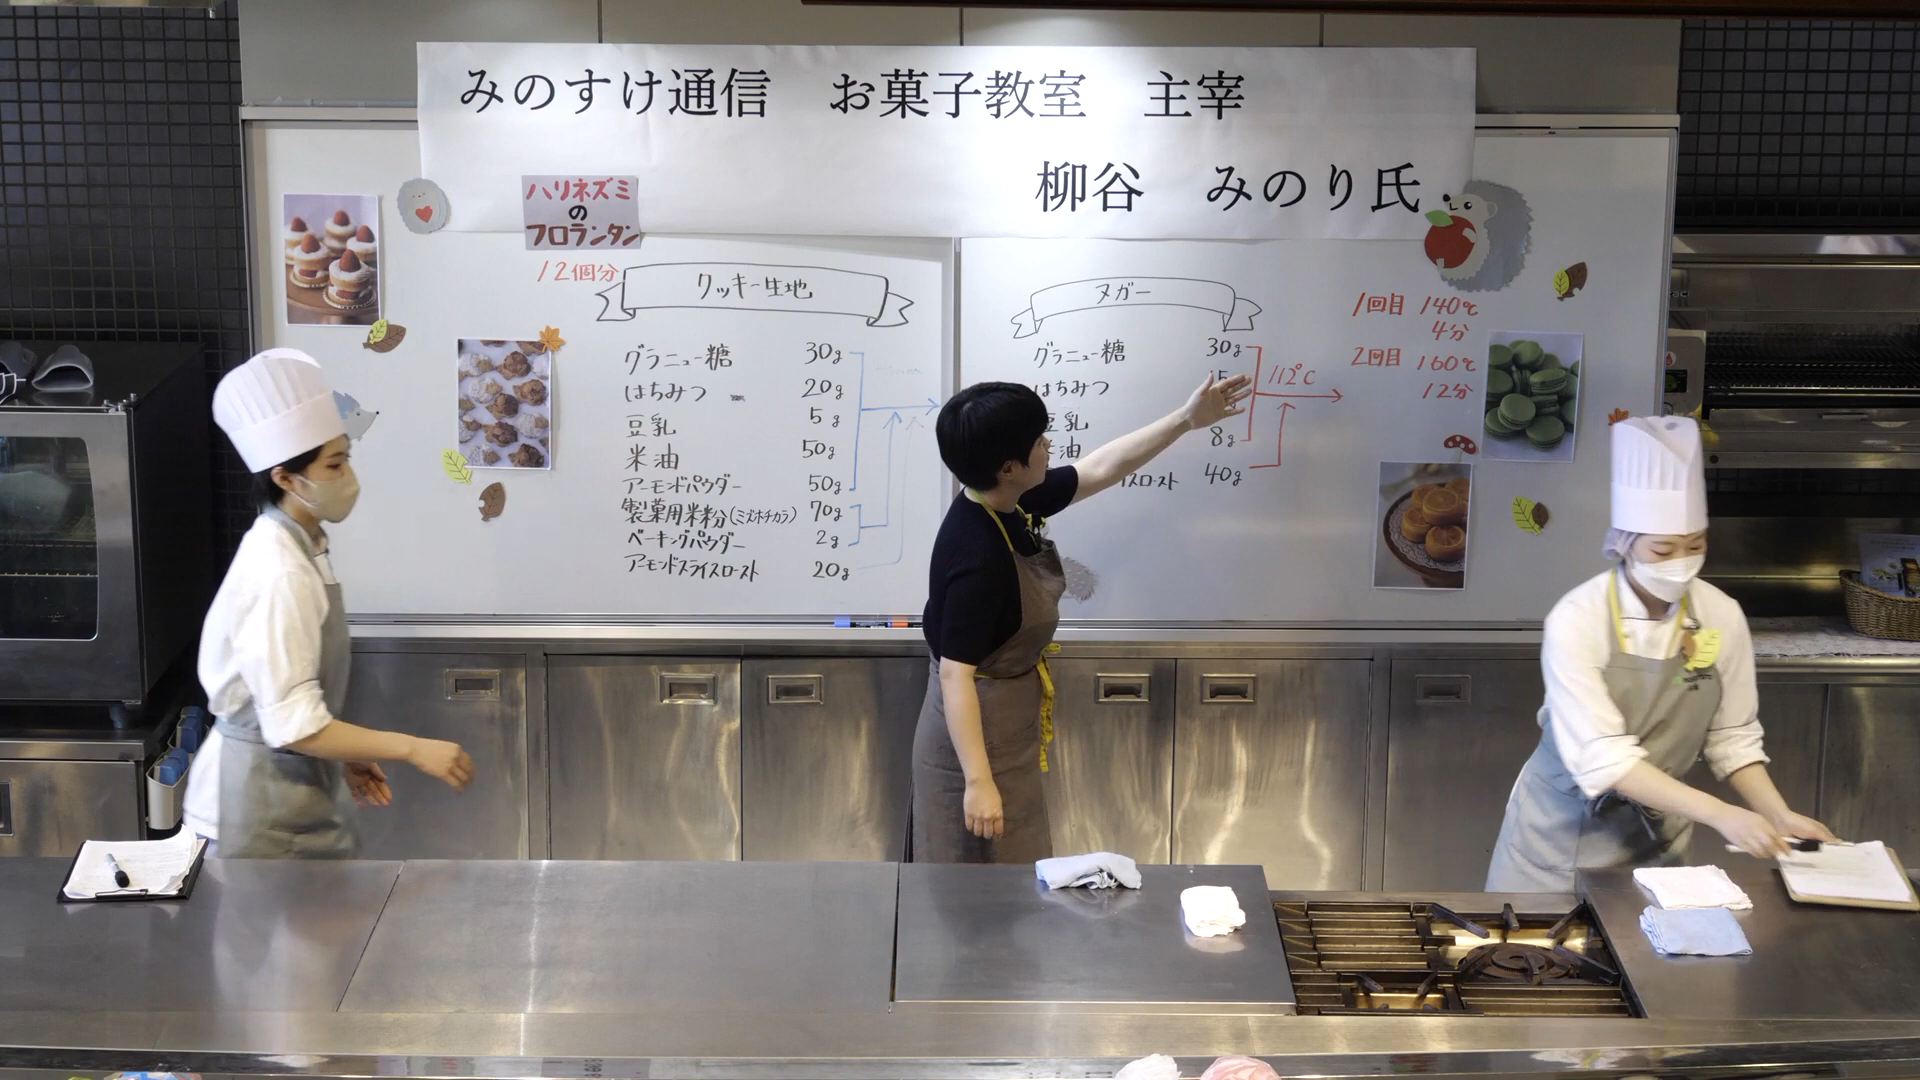 みのすけ通信　お菓子教室　主宰
柳谷　みのり氏
ハリネズミ
の
フロランタン
12個分
クッキー生地
グラニュー糖 30g
はちみつ 20g
豆乳 5g
米油 50g
アーモンドパウダー 50g
製菓用米粉(ミズホチカラ) 70g
ベーキングパウダー 2g
アーモンドスライスロースト 20g
ヌガー
グラニュー糖 30g
はちみつ
豆乳
油 8g
スロースト 40g
112℃
1回目 140℃
4分
2回目 160℃
12分